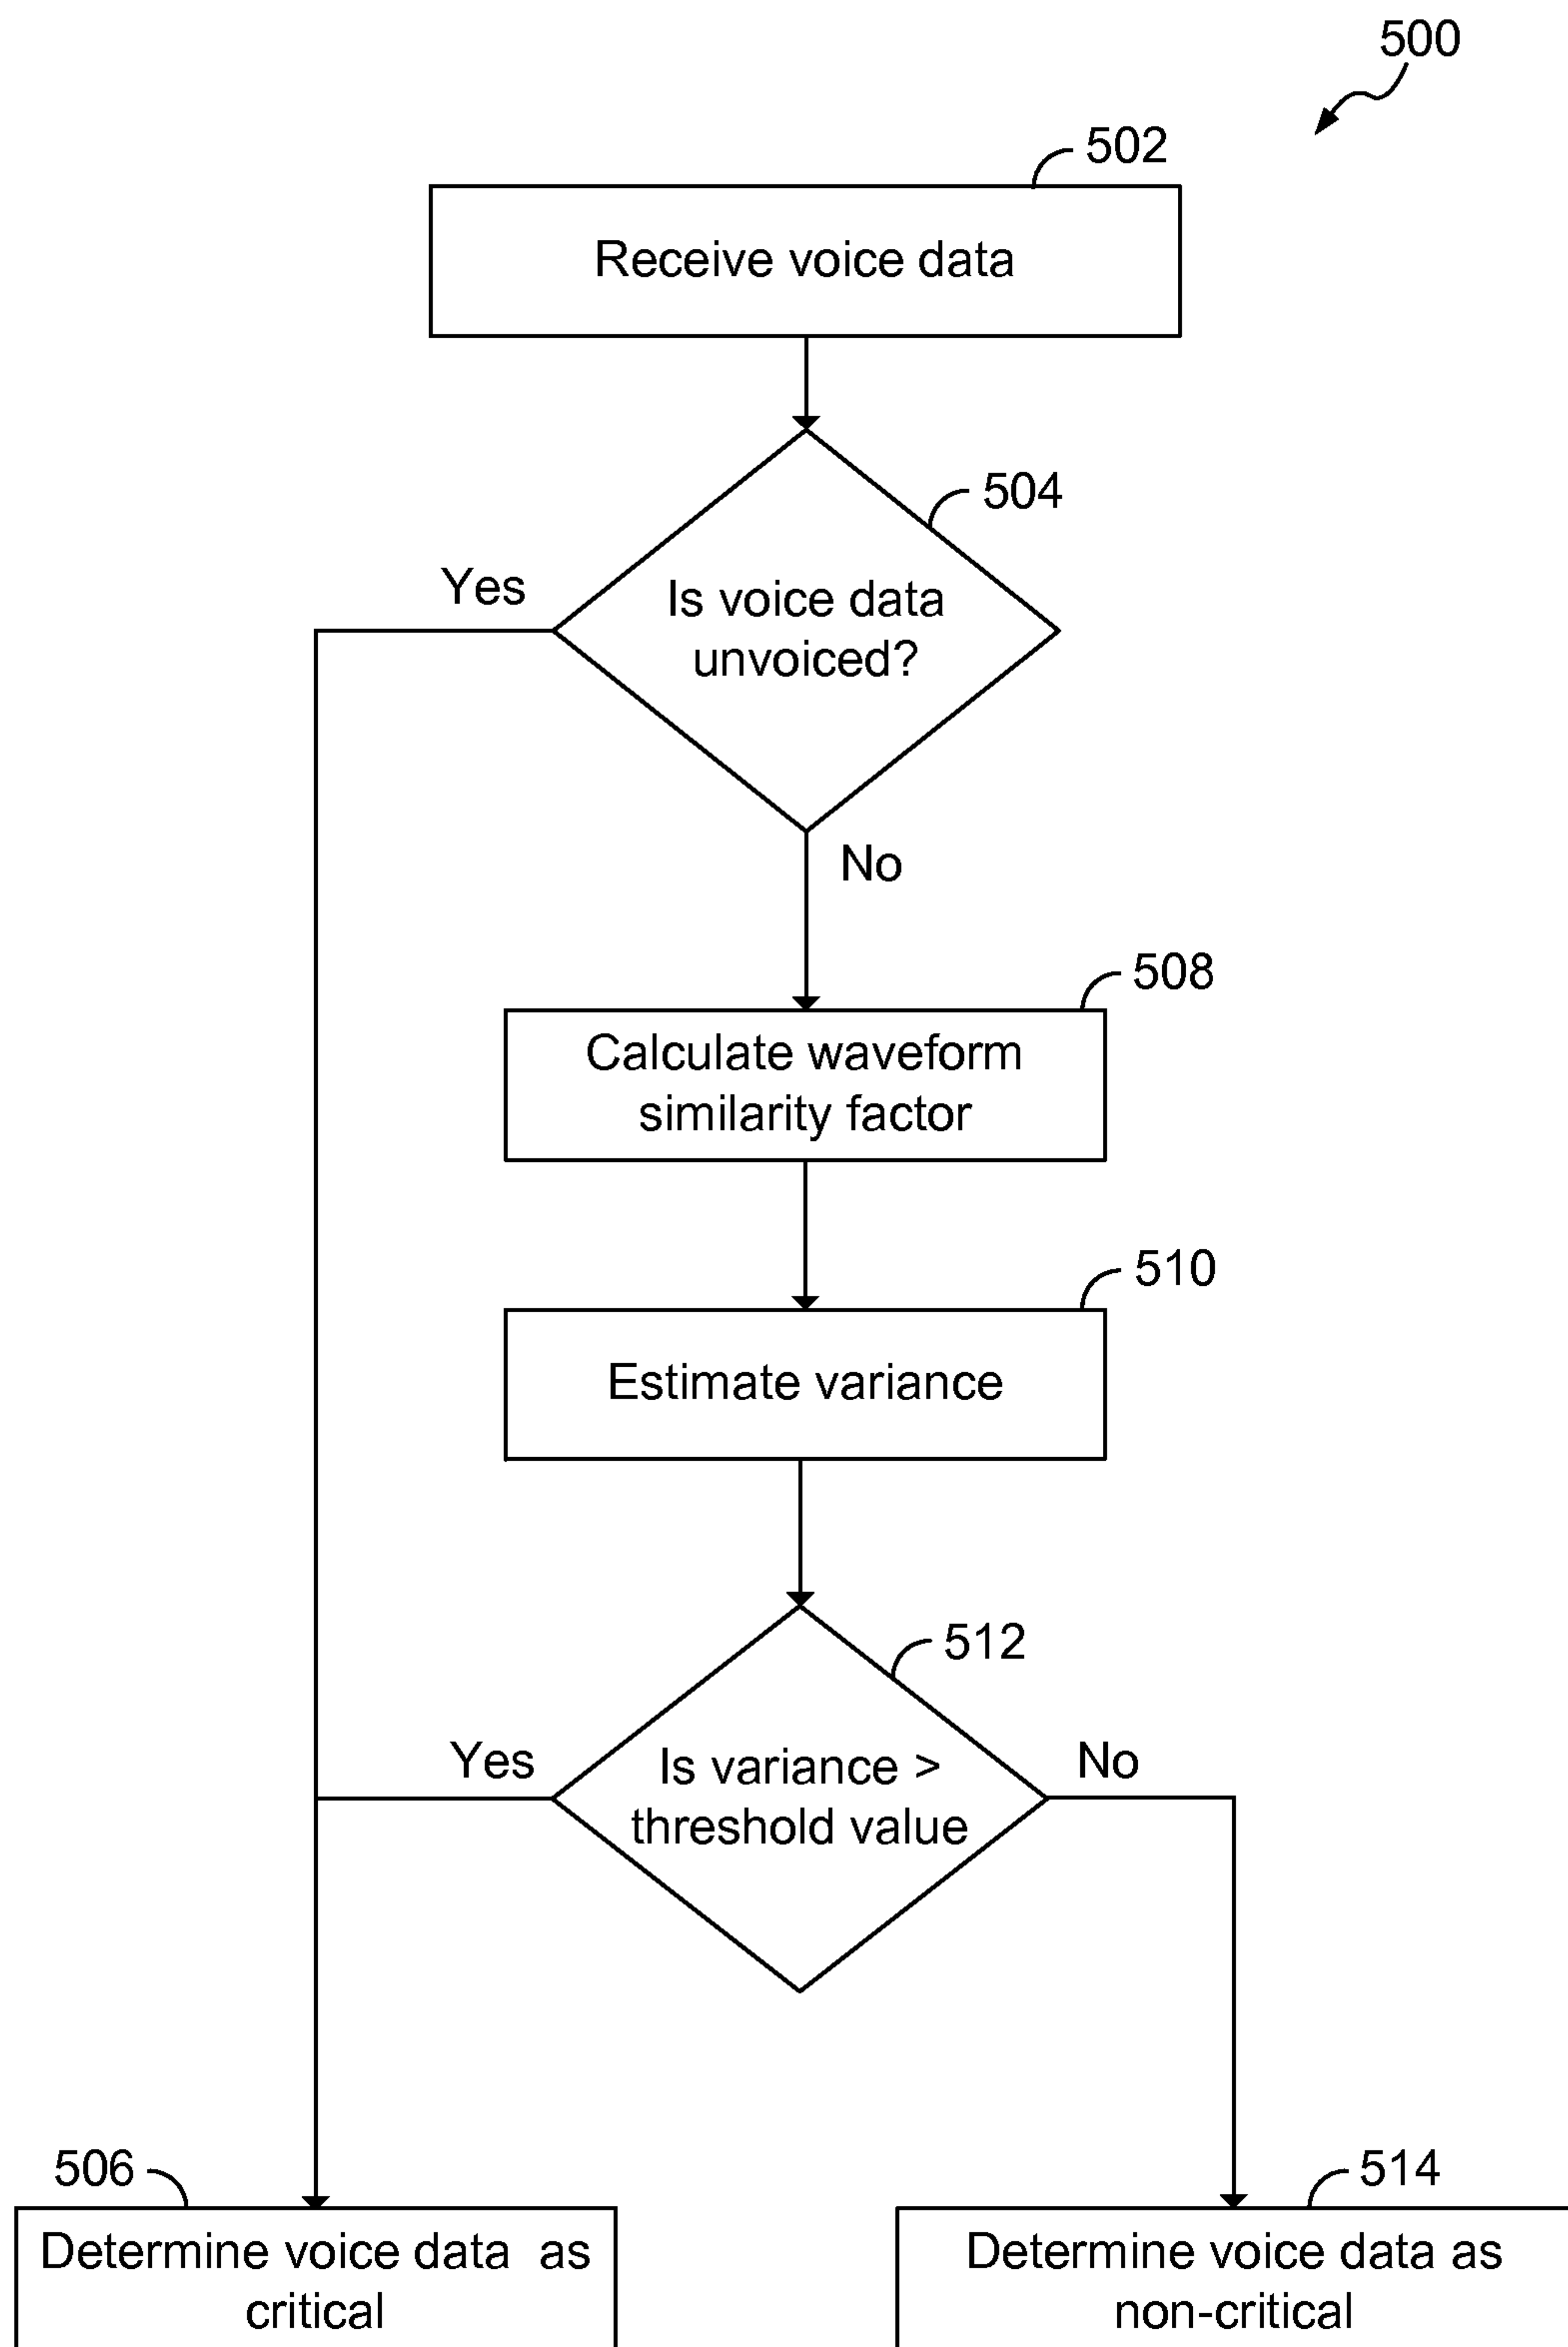 500
502
Receive voice data
504
Yes
Is voice data
unvoiced?
No
508
Calculate waveform
similarity factor
510
Estimate variance
512
Yes
Is variance >
threshold value
No
506
Determine voice data as
critical
514
Determine voice data as
non-critical